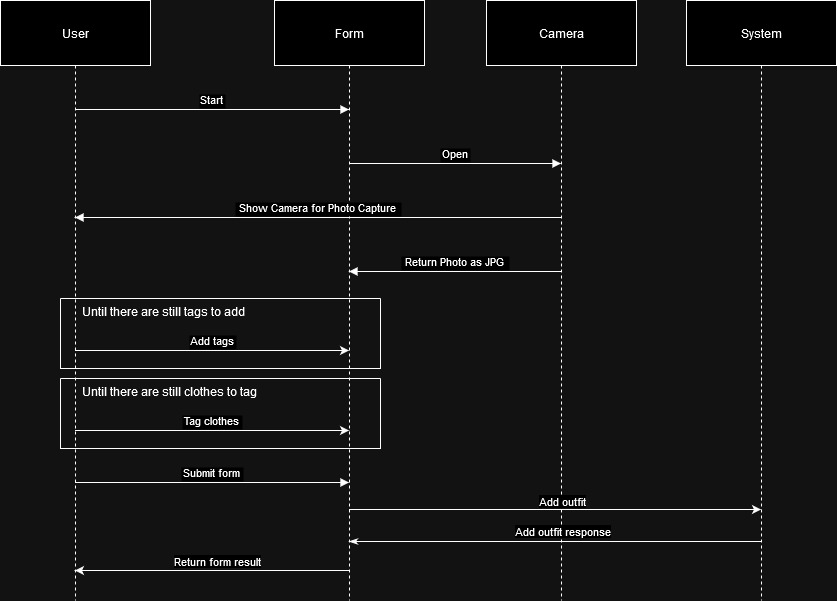 User
Form
Camera
System
Start
Open
Show Camera for Photo Capture
Return Photo as JPG
Until there are still tags to add
Add tags
Until there are still clothes to tag
Tag clothes
Submit form
Add outfit
Add outfit response
Return form result